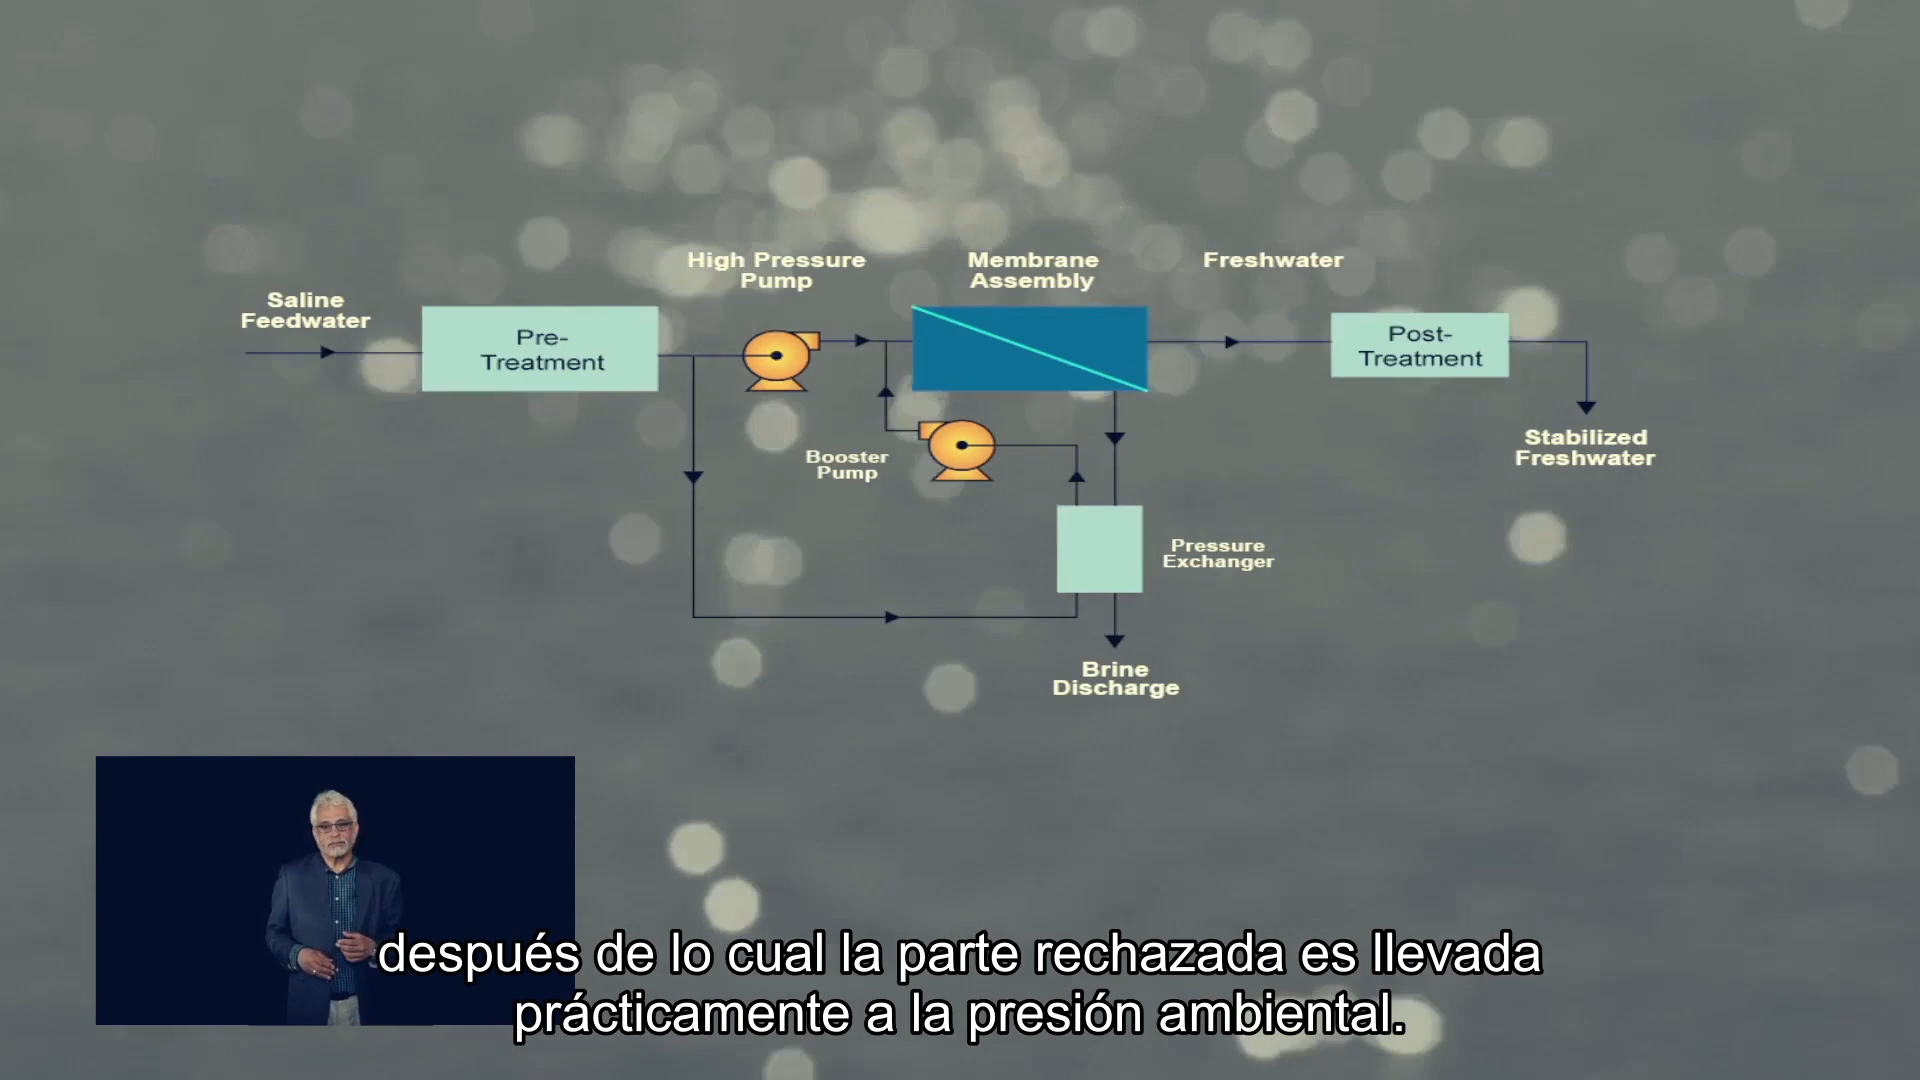 Saline
Feedwater
Pre-
Treatment
High Pressure
Pump
Membrane
Assembly
Freshwater
Post-
Treatment
Stabilized
Freshwater
Booster
Pump
Pressure
Exchanger
Brine
Discharge
después de lo cual la parte rechazada es llevada
prácticamente a la presión ambiental.